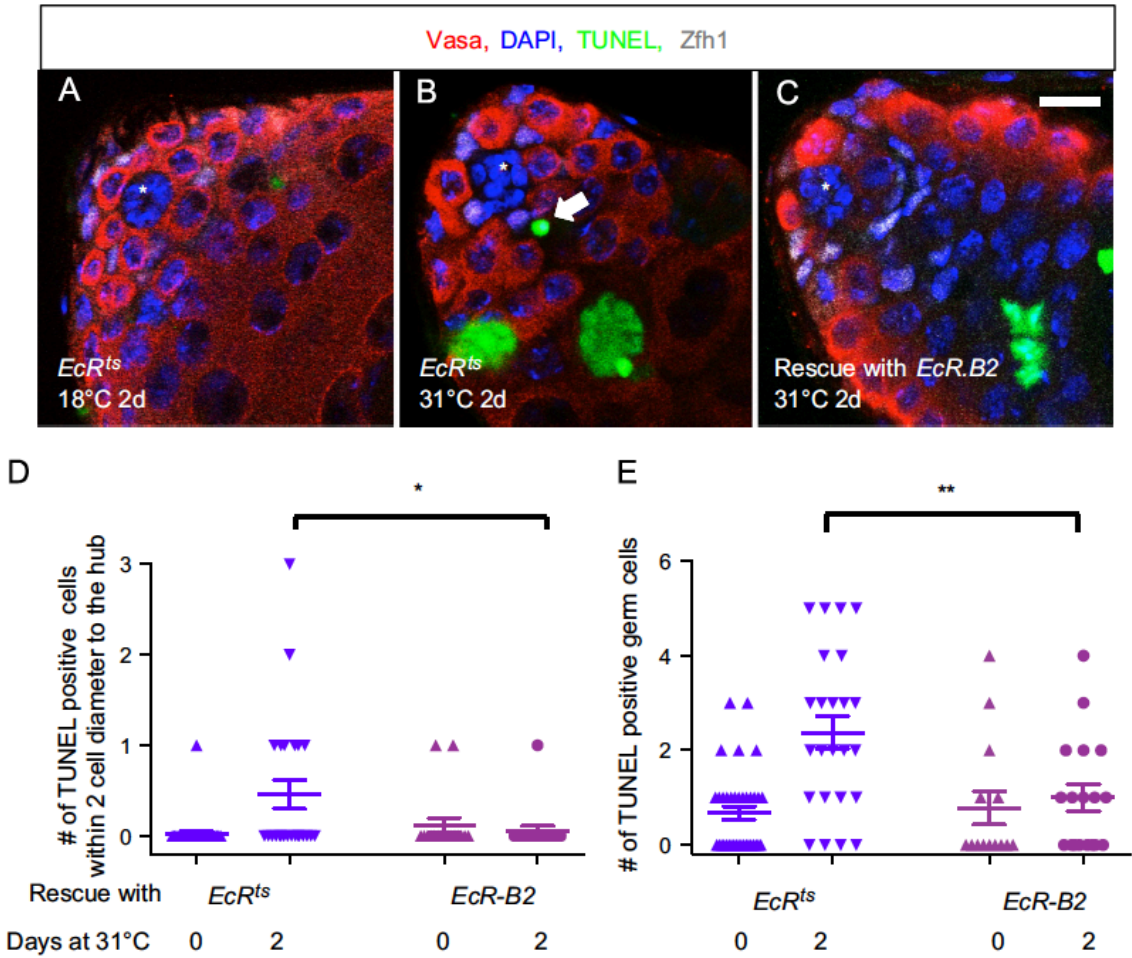 Vasa, DAPI, TUNEL, Zfh1
A
B
C
*
*
*
EcRts
18°C 2d
EcRts
31°C 2d
Rescue with EcR.B2
31°C 2d
D
E
*
**
# of TUNEL positive cells
within 2 cell diameter to the hub
3
2
1
0
# of TUNEL positive germ cells
6
4
2
0
Rescue with
EcRts
EcR-B2
Days at 31°C
0
2
0
2
EcRts
EcR-B2
0
2
0
2